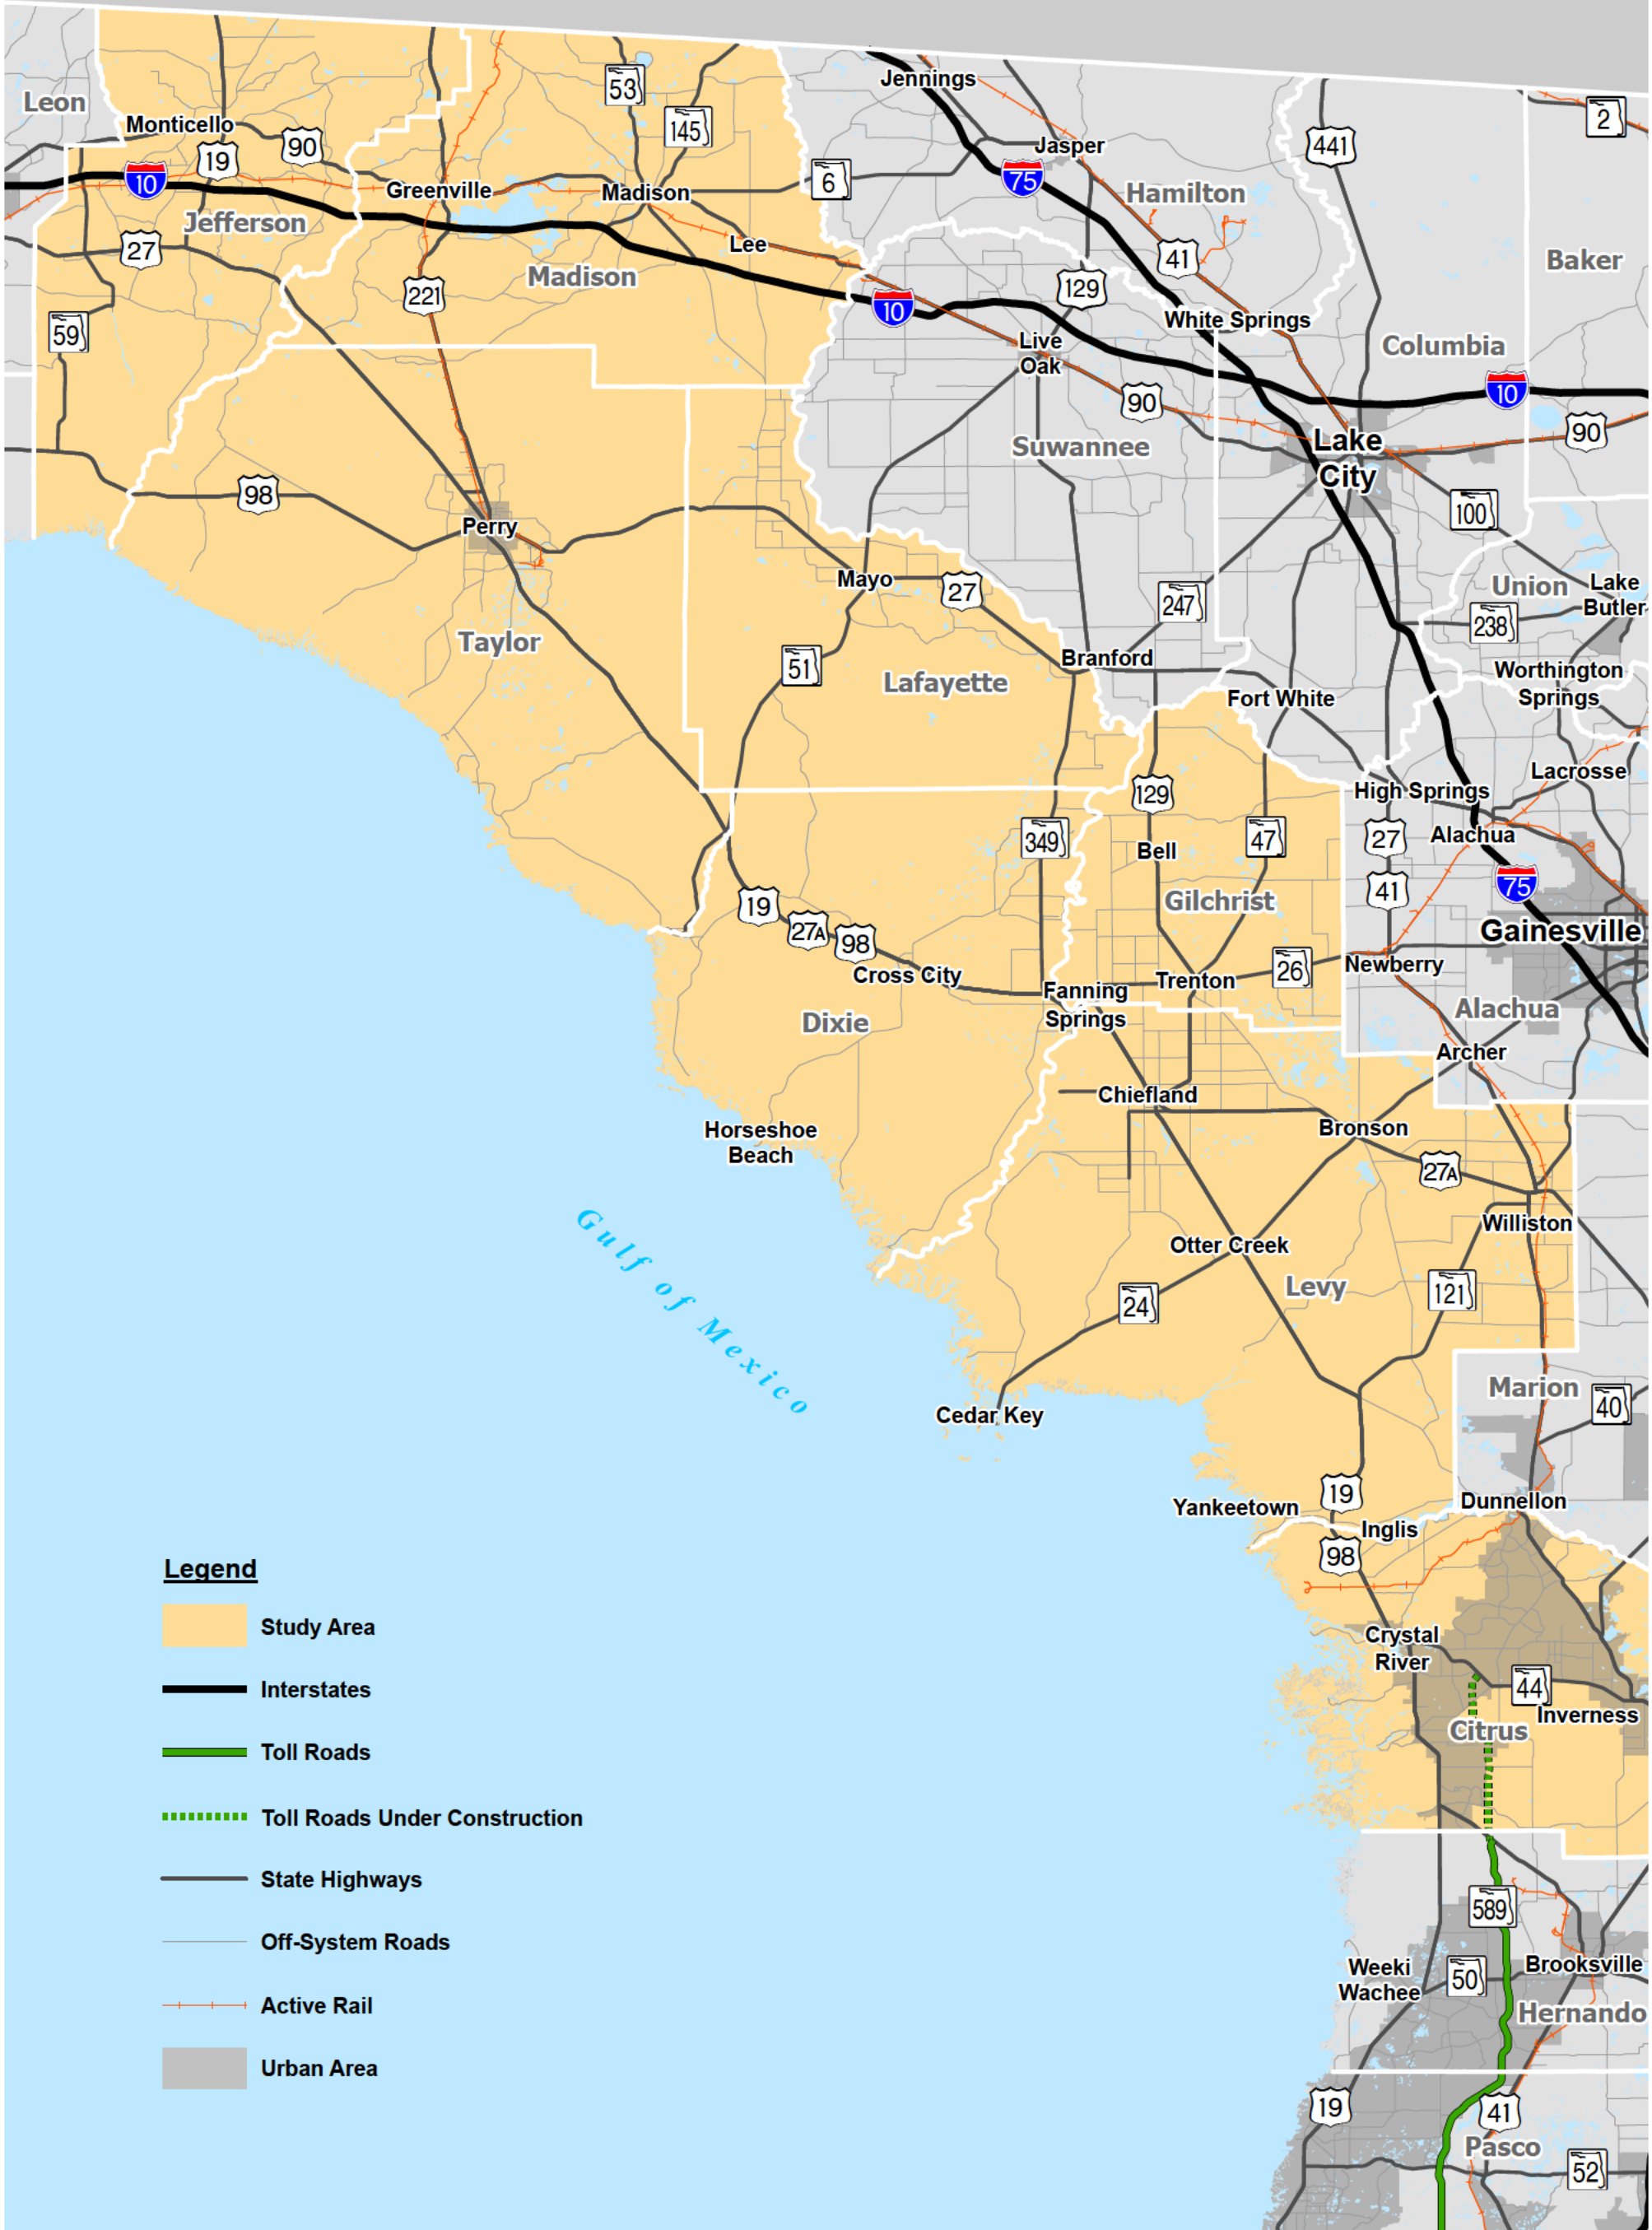 Jennings
Leon
53
2
Monticello
145
441
19
90
Jasper
10
6
75
Greenville
Madison
Hamilton
Jefferson
27
Lee
41
Baker
Madison
221
129
10
White Springs
59
Live
Oak
Columbia
10
90
90
Suwannee
Lake
City
98
100
Perry
Mayo
27
247
Union
Lake
Butler
238
Taylor
51
Branford
Lafayette
Worthington
Springs
Fort White
129
High Springs
Lacrosse
349
47
27
Alachua
Bell
75
41
Gilchrist
19
27A
98
Gainesville
Cross City
26
Newberry
Trenton
Fanning
Springs
Dixie
Alachua
Archer
Chiefland
Horseshoe
Beach
Bronson
27A
Gulf of Mexico
Williston
Otter Creek
24
Levy
121
Marion
40
Cedar Key
19
Yankeetown
Dunnellon
Inglis
98
Crystal
River
44
Inverness
Citrus
589
Weeki
Wachee
50
Brooksville
Hernando
19
41
Pasco
52
Legend
Study Area
Interstates
Toll Roads
Toll Roads Under Construction
State Highways
Off-System Roads
Active Rail
Urban Area